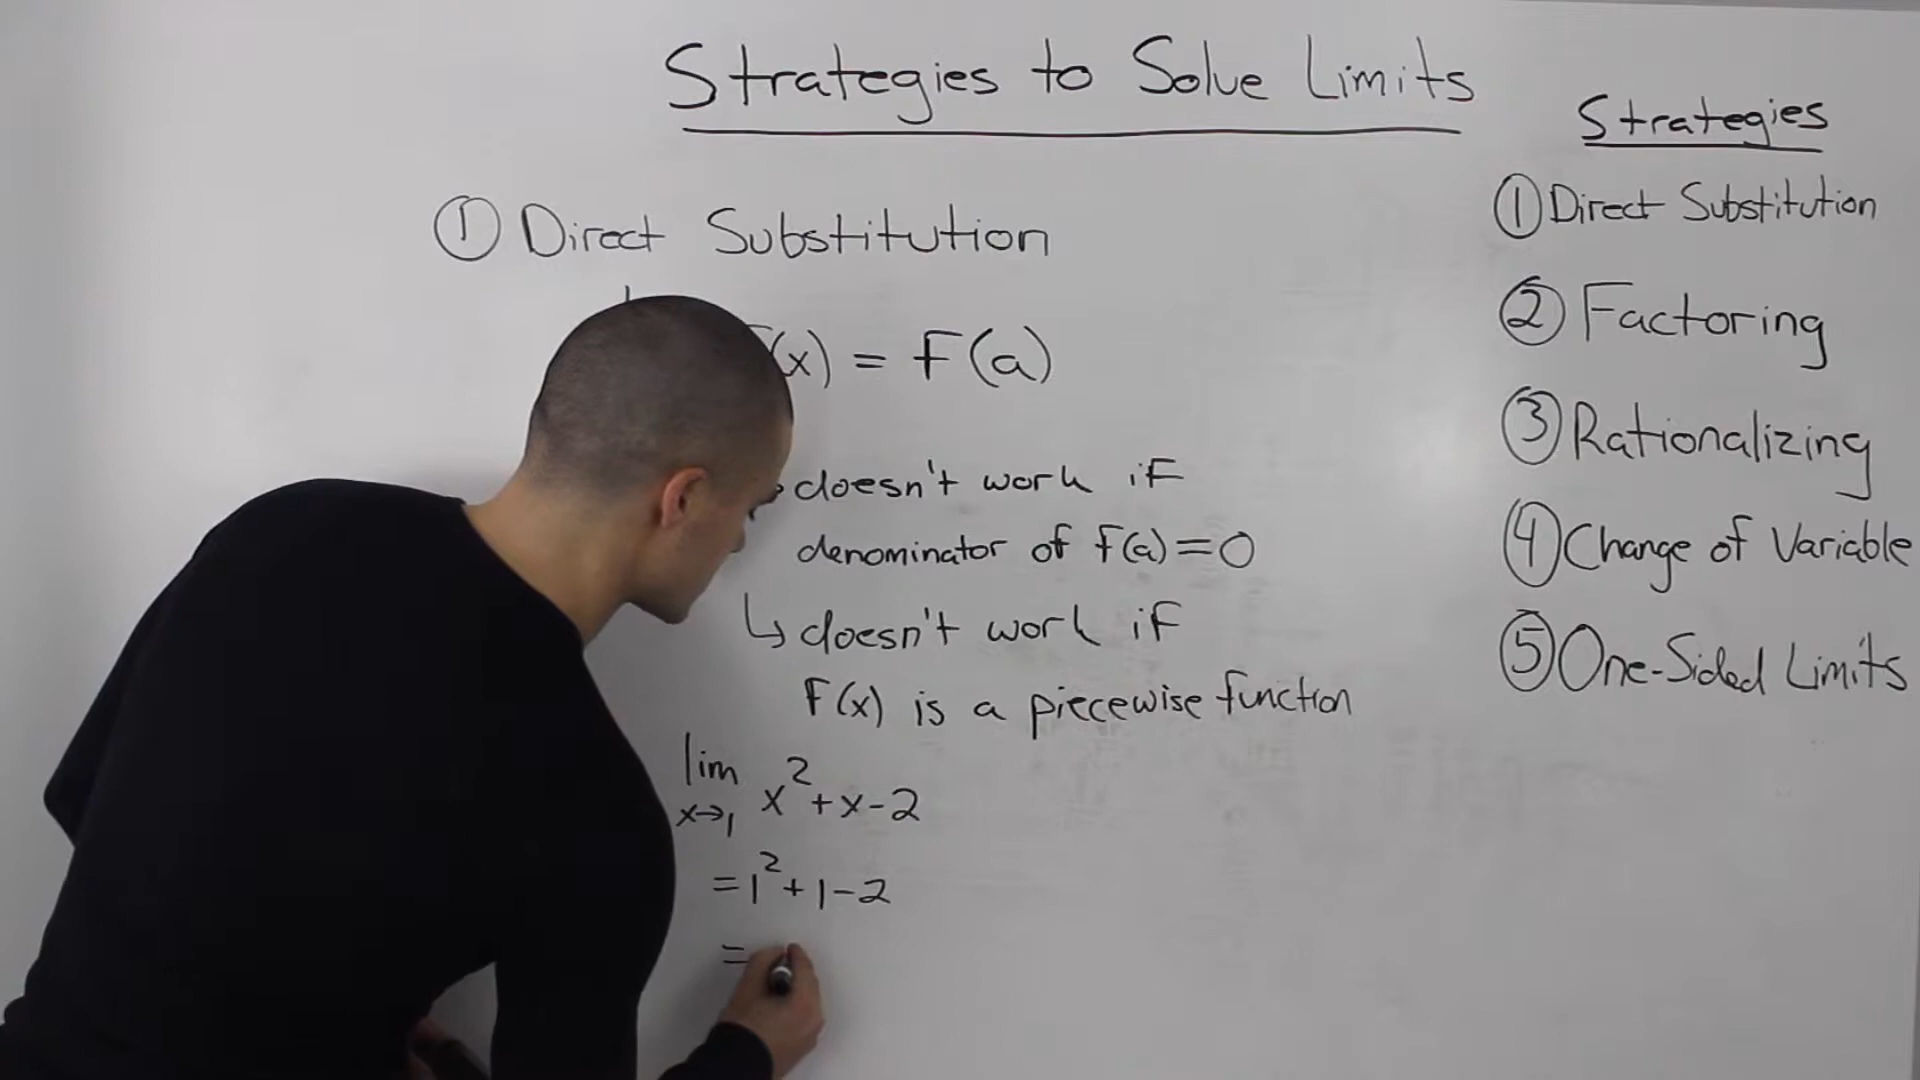 Strategies to Solve Limits
① Direct Substitution
(x) = F(a)
doesn't work if
denominator of f(a)=0
↳ doesn't work if
F(x) is a piecewise function
lim x→1 x²+x-2
=1²+1-2
=
Strategies
① Direct Substitution
② Factoring
③ Rationalizing
④ Change of Variable
⑤ One-Sided Limits